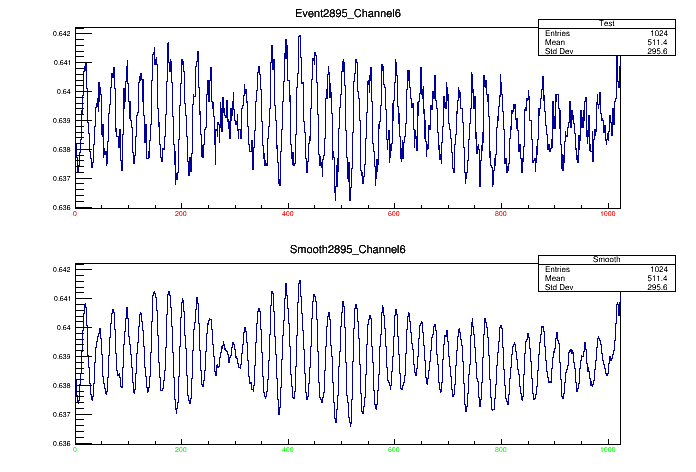 Event2895_Channel6
Test
Entries 1024
Mean 511.4
Std Dev 295.6
0.642
0.641
0.64
0.639
0.638
0.637
0.636
0 200 400 600 800 1000
Smooth2895_Channel6
Smooth
Entries 1024
Mean 511.4
Std Dev 295.6
0.642
0.641
0.64
0.639
0.638
0.637
0.636
0 200 400 600 800 1000